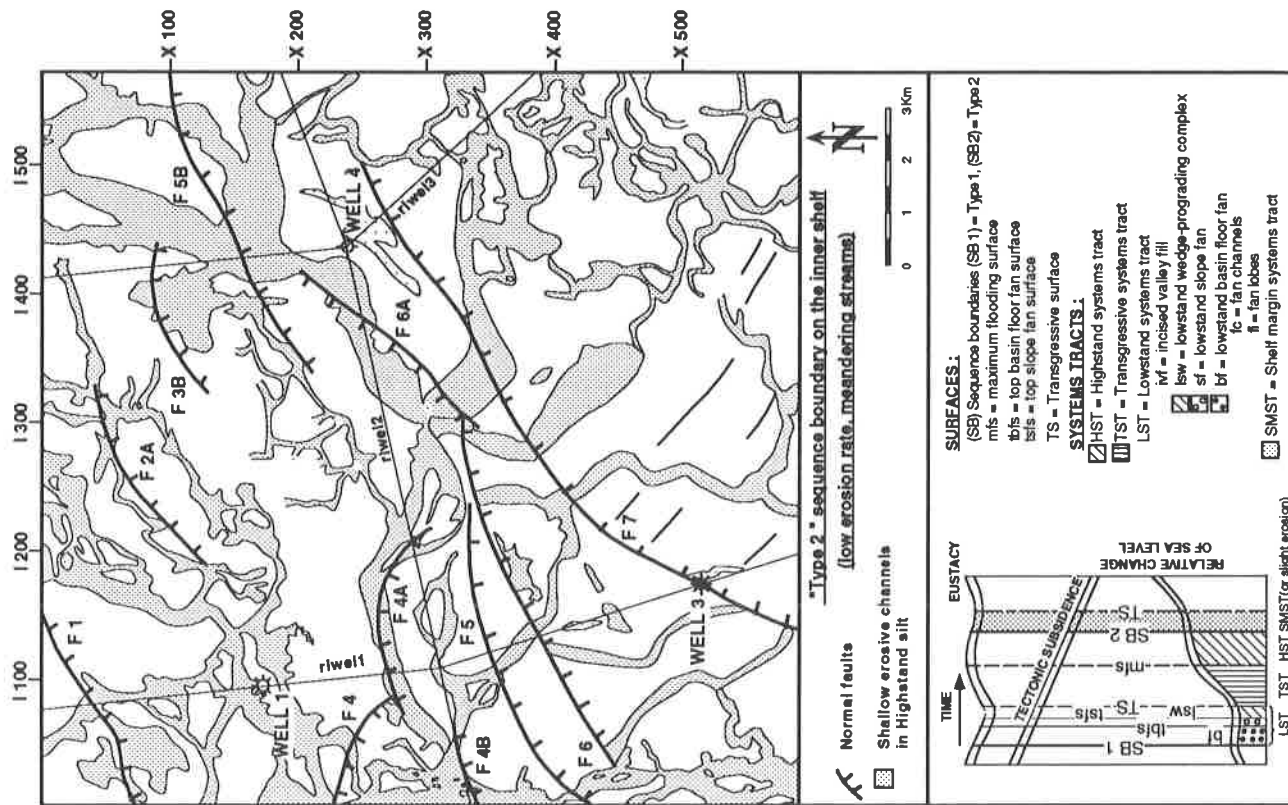 I 100
I 200
I 300
I 400
I 500
X 100
X 200
X 300
X 400
X 500
F 1
F 2A
F 3B
F 5B
WELL 1
rlwel1
F 4
F 4A
rlwel2
F 6A
WELL 4
rlwel3
F 4B
F 5
F 6
F 7
WELL 3
Normal faults
Shallow erosive channels
in Highstand silt
"Type 2" sequence boundary on the inner shelf
(low erosion rate, meandering streams)
N
0 1 2 3Km
TIME
EUSTACY
TECTONIC SUBSIDENCE
RELATIVE CHANGE
OF SEA LEVEL
SB 1
tbfs
tsfs
TS
mfs
SB 2
TS
bf
lsw
LST TST HST SMST(or slight erosion)
SURFACES :
(SB) Sequence boundaries (SB 1) = Type 1, (SB 2) = Type 2
mfs = maximum flooding surface
tbfs = top basin floor fan surface
tsfs = top slope fan surface
TS = Transgressive surface
SYSTEMS TRACTS :
HST = Highstand systems tract
TST = Transgressive systems tract
LST = Lowstand systems tract
ivf = incised valley fill
lsw = lowstand wedge-prograding complex
sf = lowstand slope fan
bf = lowstand basin floor fan
fc = fan channels
fl = fan lobes
SMST = Shelf margin systems tract